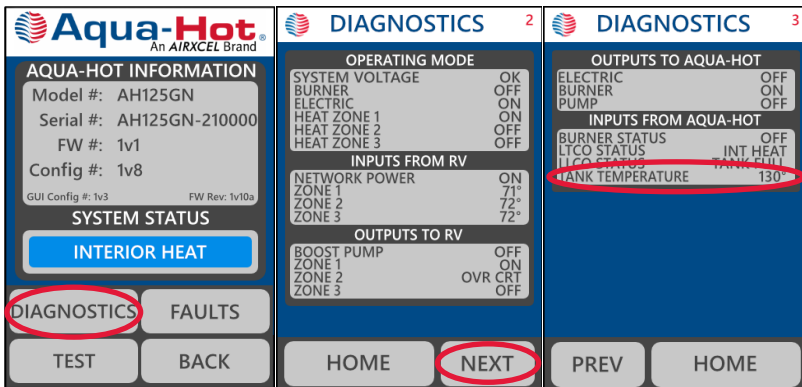 Aqua-Hot®
An AIRXCEL Brand
AQUA-HOT INFORMATION
Model #: AH125GN
Serial #: AH125GN-210000
FW #: 1v1
Config #: 1v8
GUI Config #: 1v3 FW Rev: 1v10a
SYSTEM STATUS
INTERIOR HEAT
DIAGNOSTICS FAULTS
TEST BACK
DIAGNOSTICS 2
OPERATING MODE
SYSTEM VOLTAGE OK
BURNER OFF
ELECTRIC ON
HEAT ZONE 1 ON
HEAT ZONE 2 OFF
HEAT ZONE 3 OFF
INPUTS FROM RV
NETWORK POWER ON
ZONE 1 71°
ZONE 2 72°
ZONE 3 72°
OUTPUTS TO RV
BOOST PUMP OFF
ZONE 1 ON
ZONE 2 OVR CRT
ZONE 3 OFF
HOME NEXT
DIAGNOSTICS 3
OUTPUTS TO AQUA-HOT
ELECTRIC OFF
BURNER ON
PUMP OFF
INPUTS FROM AQUA-HOT
BURNER STATUS OFF
LTCO STATUS INT HEAT
LLCO STATUS TANK FULL
TANK TEMPERATURE 130°
PREV HOME